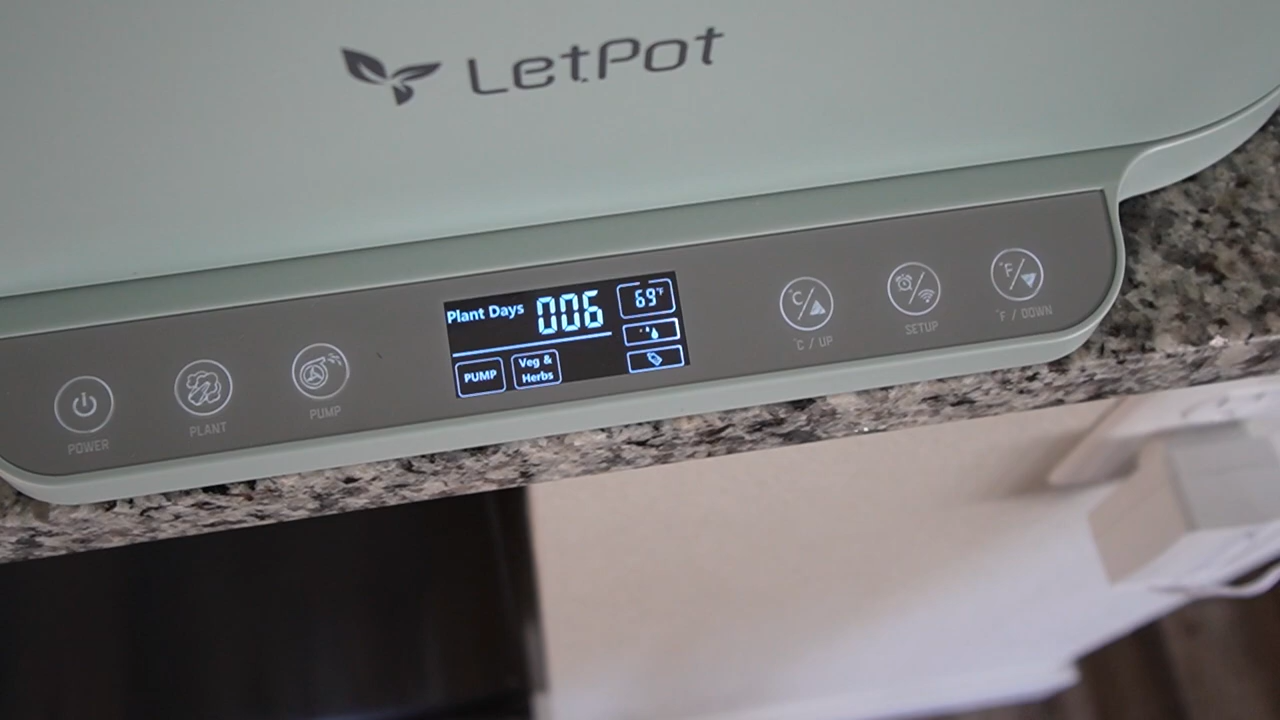 LetPot
Plant Days 006 69°F
PUMP Veg &
Herbs
POWER PLANT PUMP °C / UP SETUP °F / DOWN
°C/ °F/